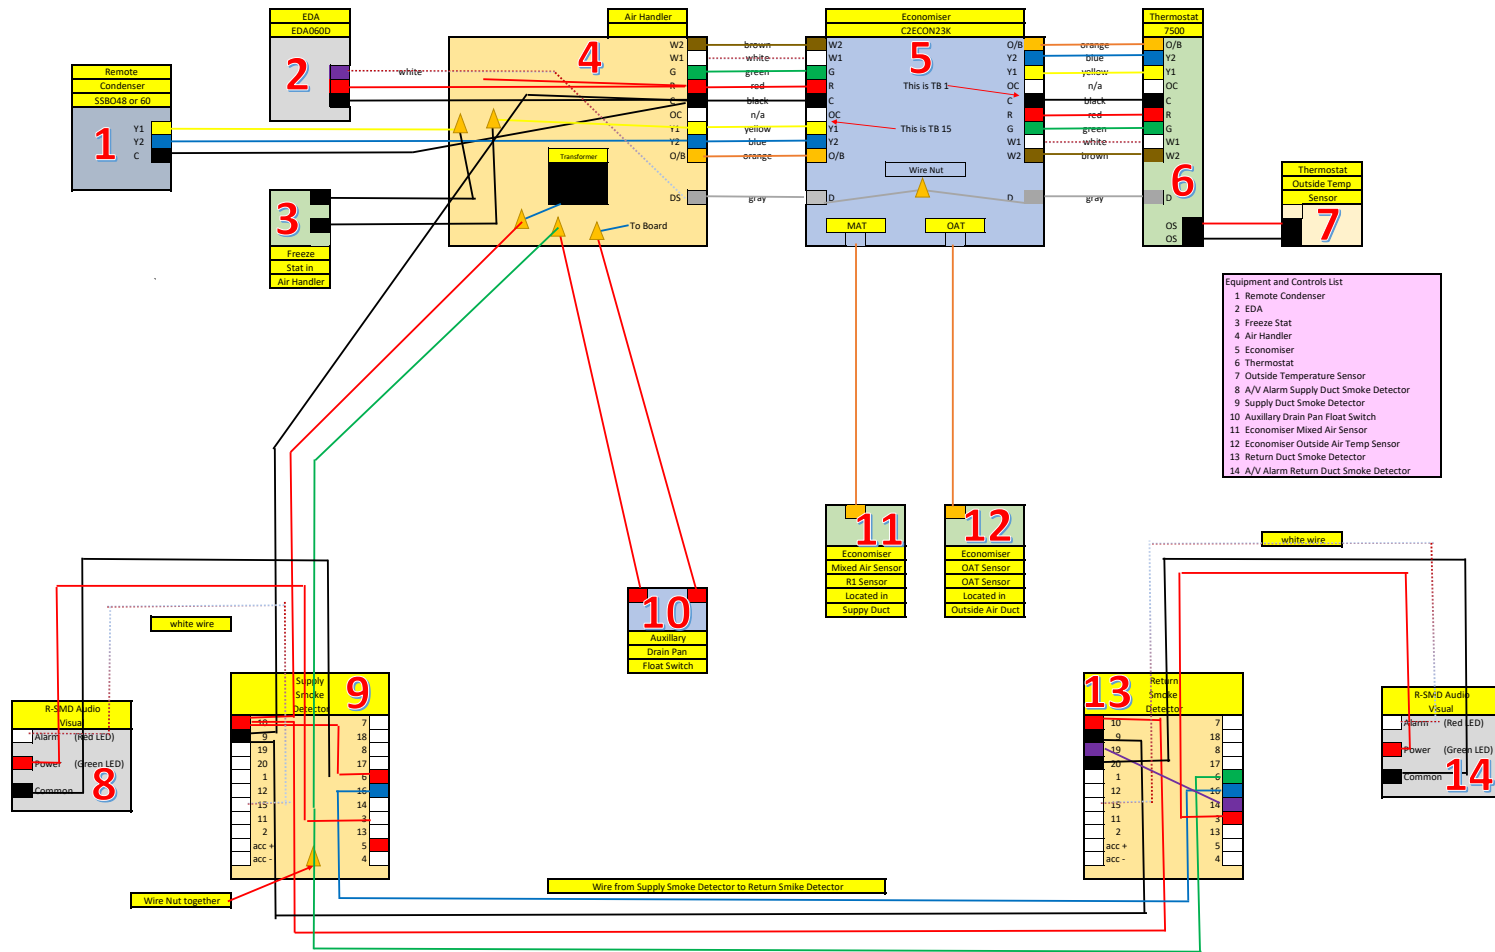 EDA
EDA060D
2
white
Air Handler
4
W2
W1
G
R
C
OC
Y1
Y2
O/B
DS
brown
white
green
red
black
n/a
yellow
blue
orange
gray
Transformer
To Board
Economiser
C2ECON23K
5
W2
W1
G
R
C
OC
Y1
Y2
O/B
D
This is TB 1
This is TB 15
Wire Nut
MAT
OAT
O/B
Y2
Y1
OC
C
R
G
W1
W2
D
orange
blue
yellow
n/a
black
red
green
white
brown
gray
Thermostat
7500
O/B
Y2
Y1
OC
C
R
G
W1
W2
6
D
OS
OS
Thermostat
Outside Temp
Sensor
7
Remote
Condenser
SSBO48 or 60
1
Y1
Y2
C
3
Freeze
Stat in
Air Handler
Equipment and Controls List
1 Remote Condenser
2 EDA
3 Freeze Stat
4 Air Handler
5 Economiser
6 Thermostat
7 Outside Temperature Sensor
8 A/V Alarm Supply Duct Smoke Detector
9 Supply Duct Smoke Detector
10 Auxillary Drain Pan Float Switch
11 Economiser Mixed Air Sensor
12 Economiser Outside Air Temp Sensor
13 Return Duct Smoke Detector
14 A/V Alarm Return Duct Smoke Detector
11
Economiser
Mixed Air Sensor
R1 Sensor
Located in
Suppy Duct
12
Economiser
OAT Sensor
OAT Sensor
Located in
Outside Air Duct
white wire
white wire
10
Auxillary
Drain Pan
Float Switch
R-SMD Audio
Visual
Alarm (Red LED)
Power (Green LED)
Common
8
Supply
Smoke
Detector
9
10 7
9 18
19 8
20 17
1 6
12 16
15 14
11 3
2 13
acc + 5
acc - 4
Wire Nut together
Wire from Supply Smoke Detector to Return Smike Detector
13
Return
Smoke
Detector
10 7
9 18
19 8
20 17
1 6
12 16
15 14
11 3
2 13
acc + 5
acc - 4
R-SMD Audio
Visual
Alarm (Red LED)
Power (Green LED)
Common
14